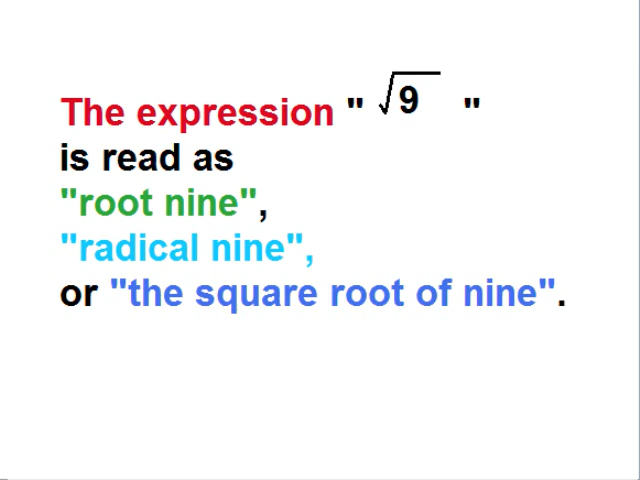 The expression " √9 "
is read as
"root nine",
"radical nine",
or "the square root of nine".